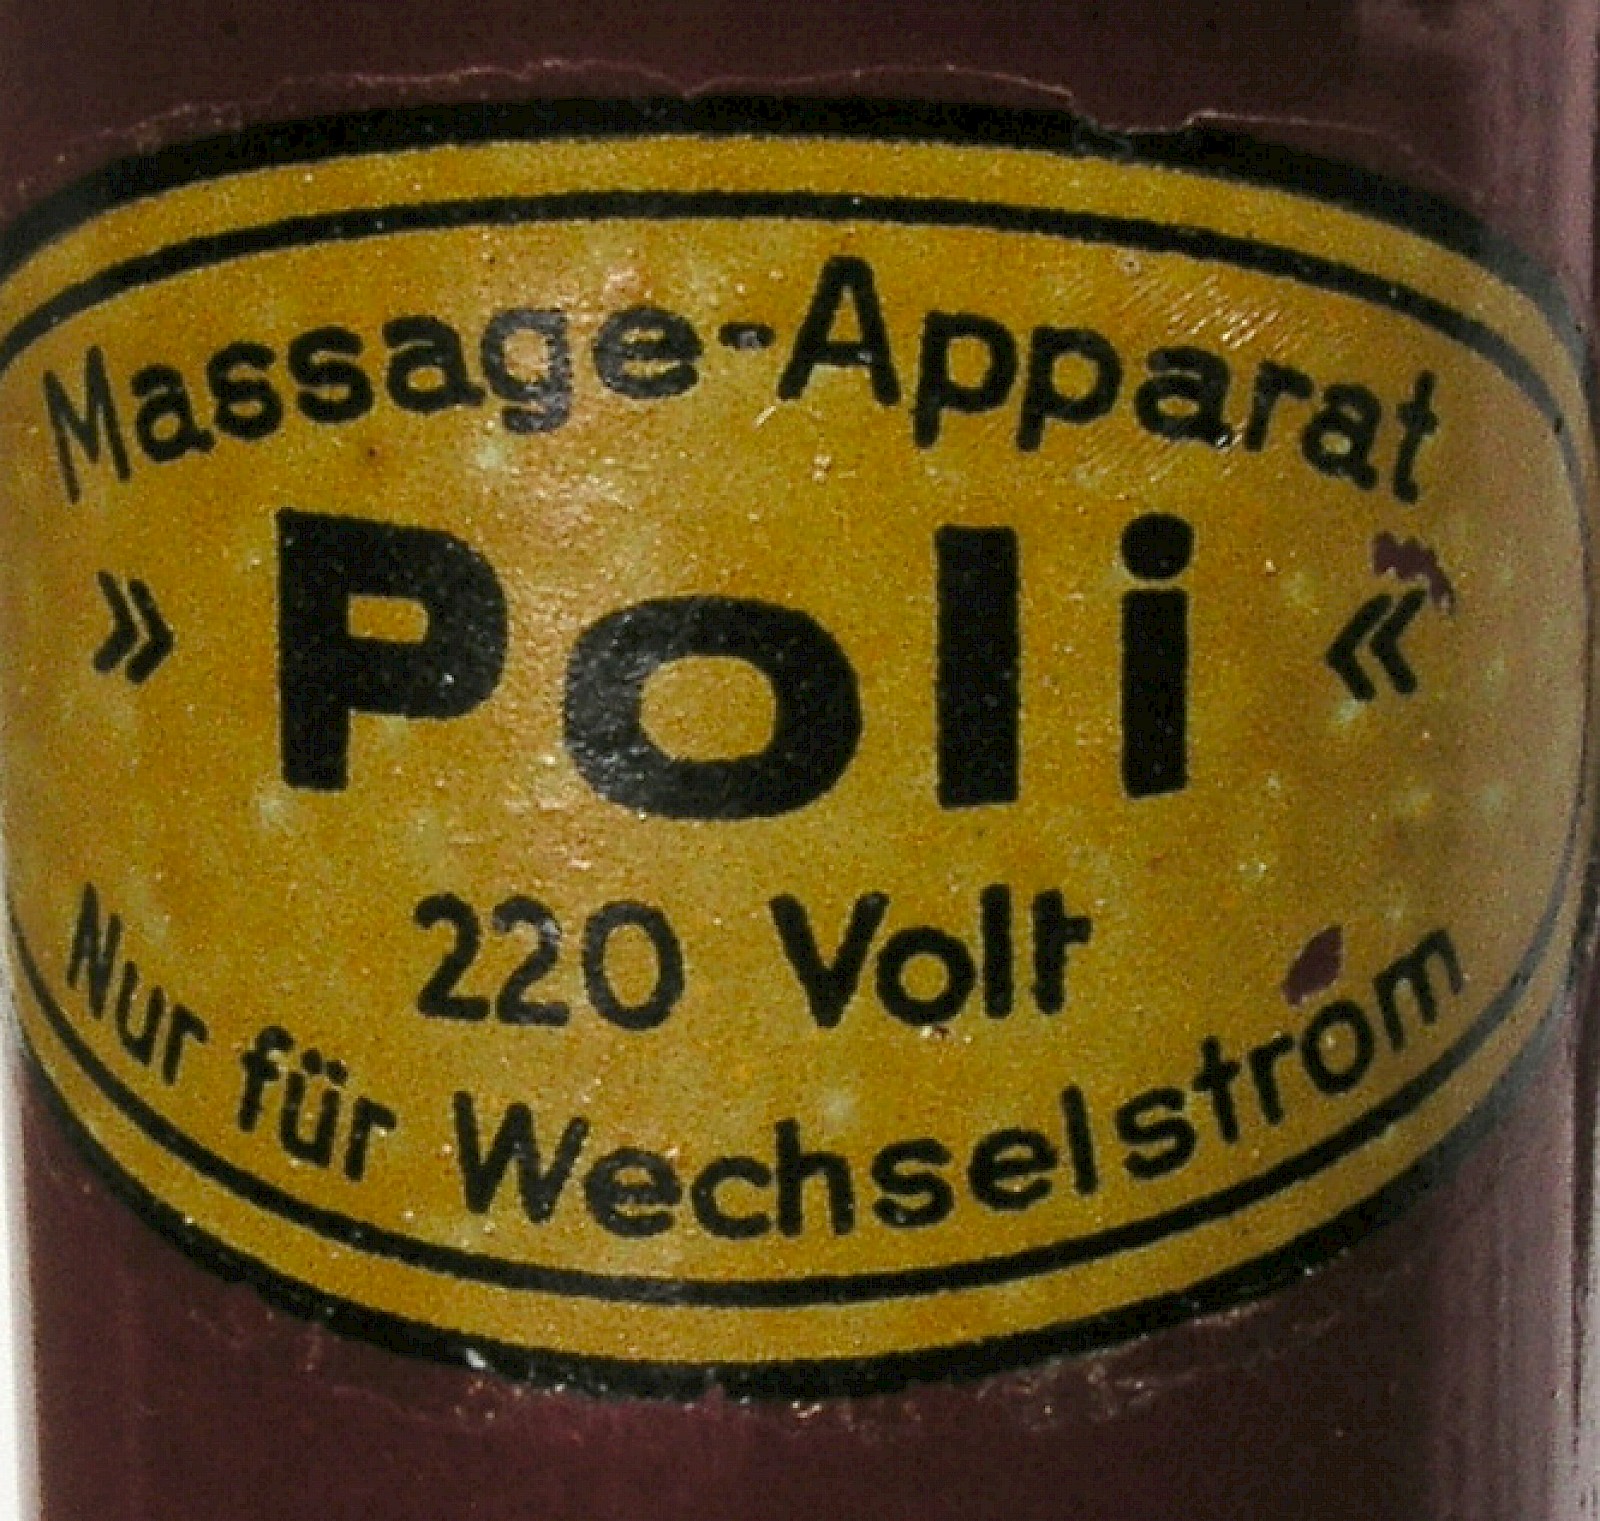 Massage-Apparat
» Poli «
220 Volt
Nur für Wechselstrom